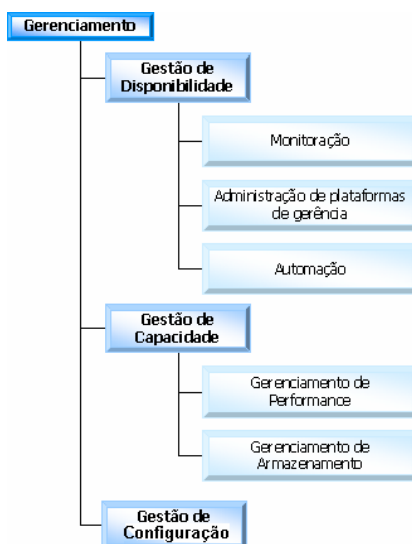 Gerenciamento
Gestão de
Disponibilidade
Monitoração
Administração de plataformas
de gerência
Automação
Gestão de
Capacidade
Gerenciamento de
Performance
Gerenciamento de
Armazenamento
Gestão de
Configuração